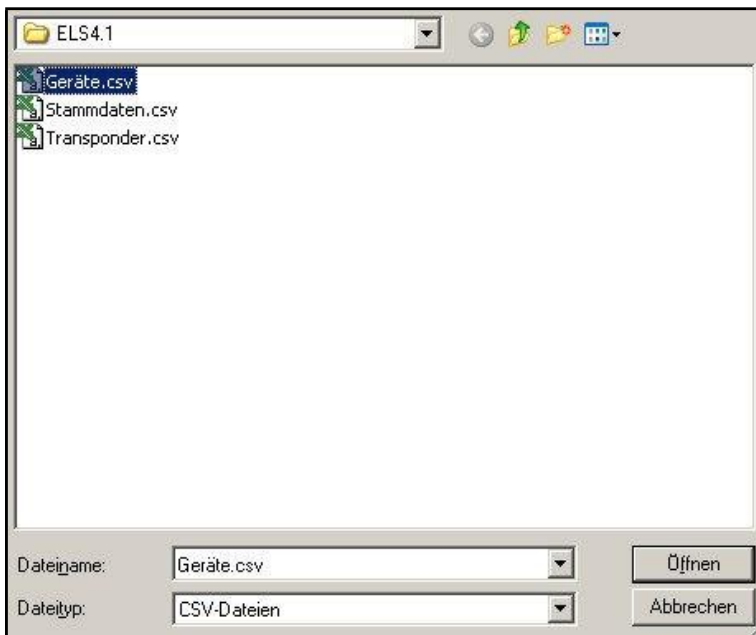 ELS4.1
Geräte.csv
Stammdaten.csv
Transponder.csv
Dateiname:
Geräte.csv
Öffnen
Dateityp:
CSV-Dateien
Abbrechen